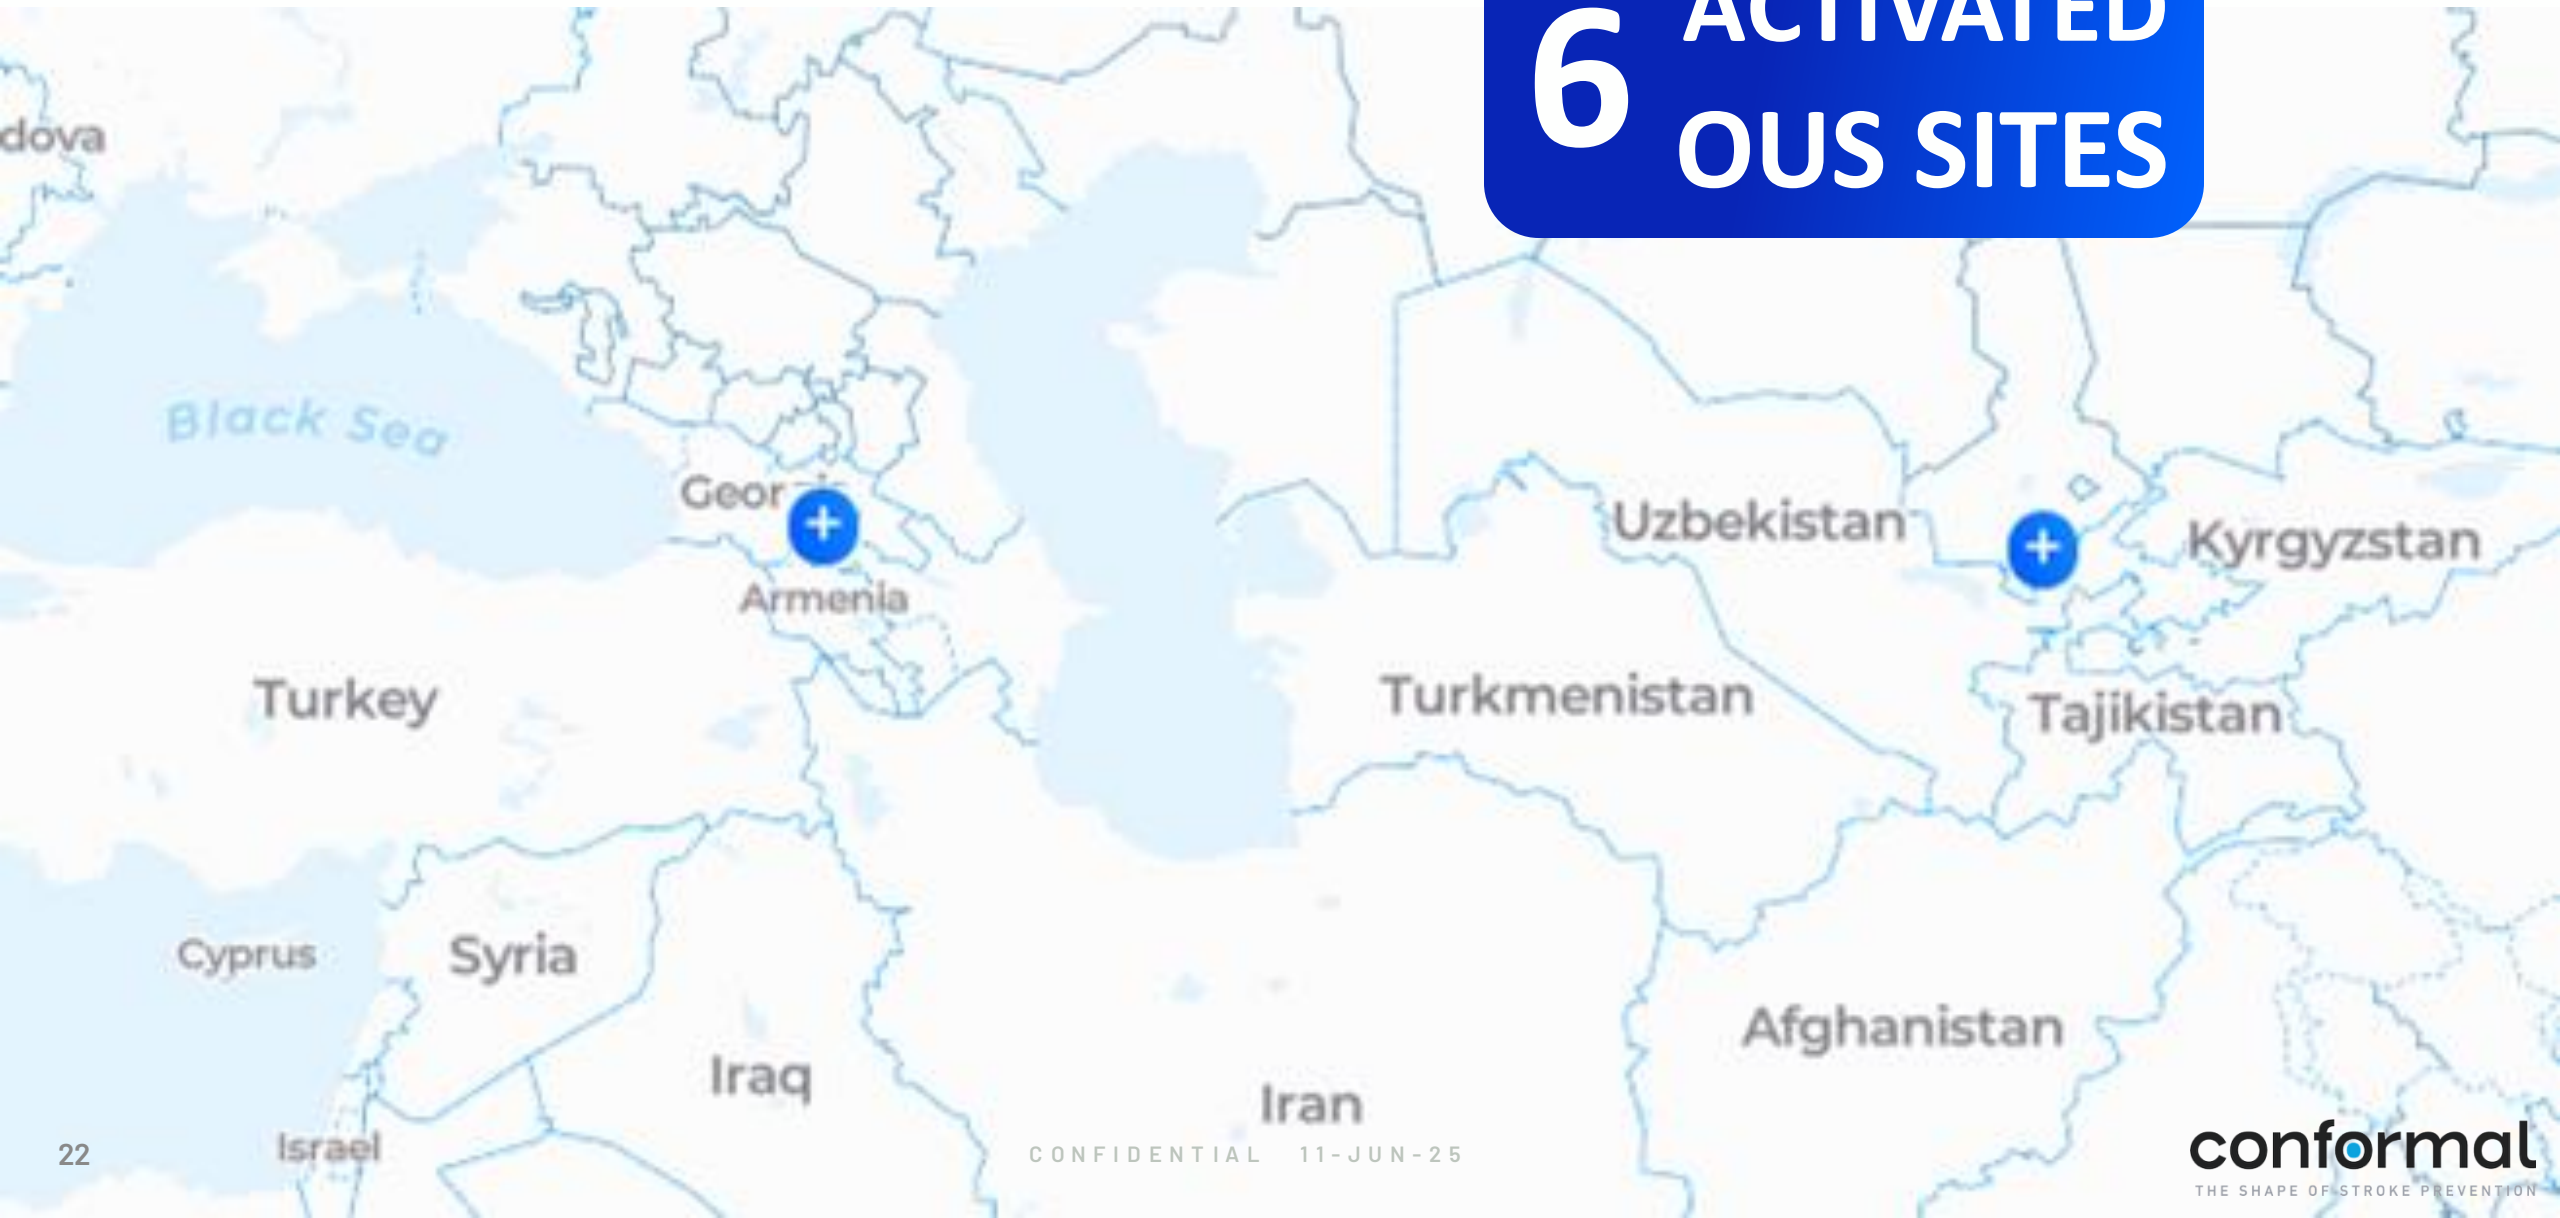 6
ACTIVATED
OUS SITES
dova
Black Sea
Geor
Uzbekistan
Kyrgyzstan
Armenia
Turkey
Turkmenistan
Tajikistan
Cyprus
Syria
Afghanistan
Iraq
Iran
Israel
22
CONFIDENTIAL 11-JUN-25
conformal
THE SHAPE OF STROKE PREVENTION